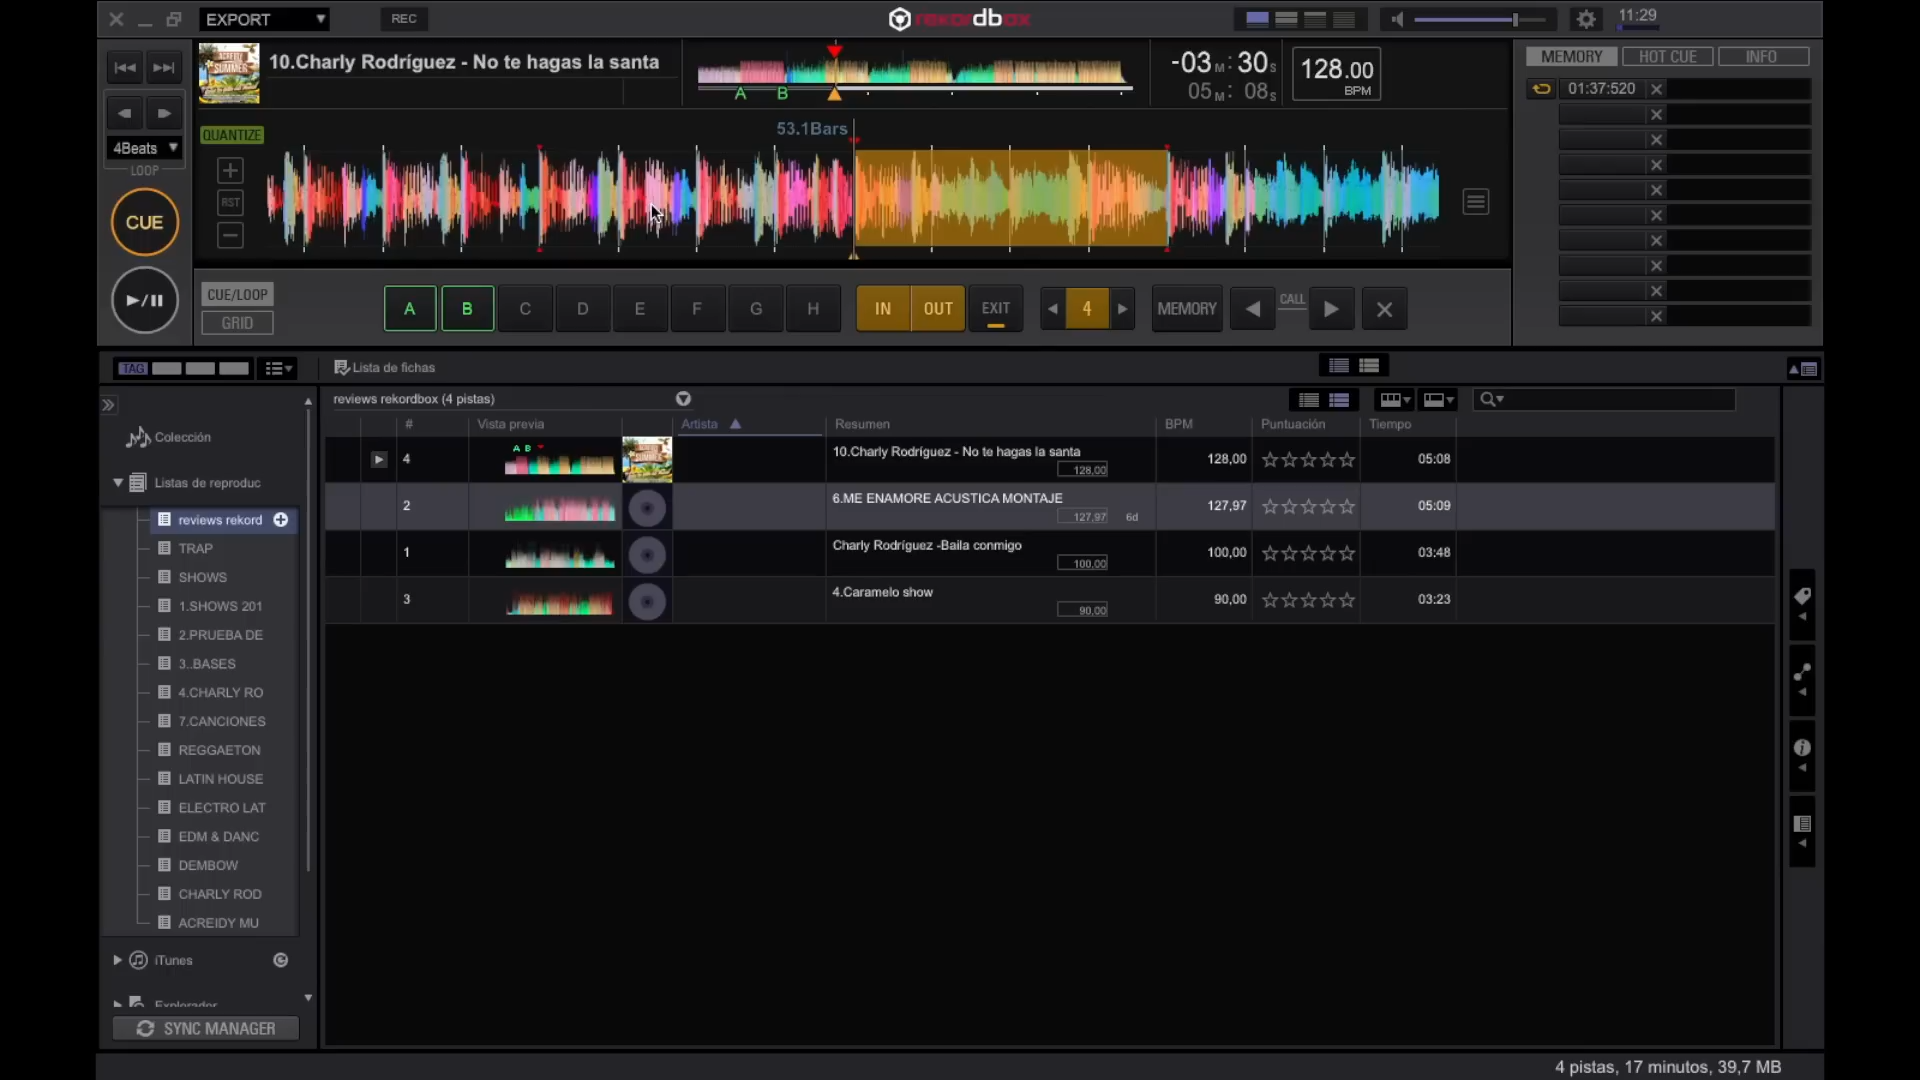 EXPORT
REC
rekordbox
11:29
10.Charly Rodríguez - No te hagas la santa
A B
-03 M: 30 S
05 M: 08 S
128.00
BPM
MEMORY HOT CUE INFO
01:37:520
QUANTIZE
53.1Bars
4Beats
LOOP
RST
CUE
CUE/LOOP
GRID
A B C D E F G H
IN OUT EXIT
4
MEMORY
CALL
TAG
Lista de fichas
reviews rekordbox (4 pistas)
# Vista previa Artista Resumen BPM Puntuación Tiempo
4 A B 10.Charly Rodríguez - No te hagas la santa 128,00 128,00 05:08
2 6.ME ENAMORE ACUSTICA MONTAJE 127,97 6d 127,97 05:09
1 Charly Rodríguez -Baila conmigo 100,00 100,00 03:48
3 4.Caramelo show 90,00 90,00 03:23
Colección
Listas de reproduc
reviews rekord
TRAP
SHOWS
1.SHOWS 201
2.PRUEBA DE
3..BASES
4.CHARLY RO
7.CANCIONES
REGGAETON
LATIN HOUSE
ELECTRO LAT
EDM & DANC
DEMBOW
CHARLY ROD
ACREIDY MU
iTunes
Explorador
SYNC MANAGER
4 pistas, 17 minutos, 39,7 MB